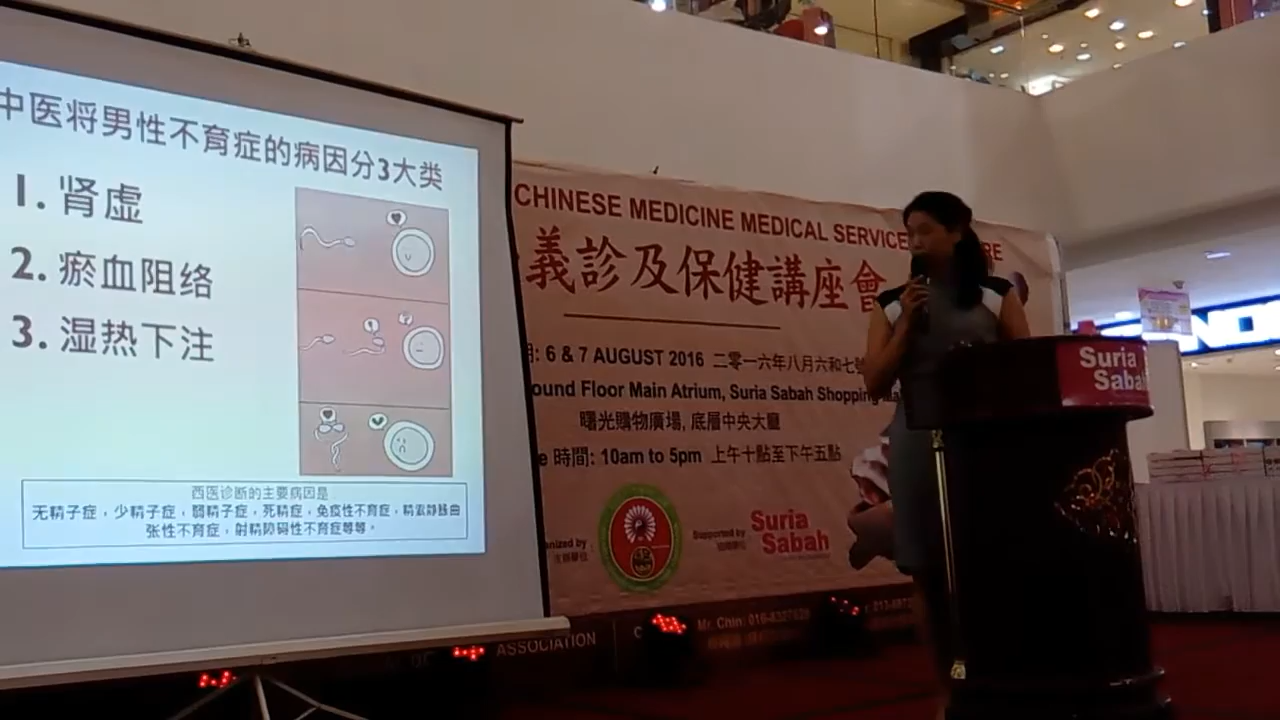 中医将男性不育症的病因分3大类
1. 肾虚
2. 瘀血阻络
3. 湿热下注
西医诊断的主要病因是
无精子症，少精子症，弱精子症，死精症，免疫性不育症，精索静脉曲
张性不育症，射精障碍性不育症等等。
CHINESE MEDICINE MEDICAL SERVICE
義診及保健講座會
6 & 7 AUGUST 2016 二零一六年八月六和七號
Floor Main Atrium, Suria Sabah Shopping
曙光購物廣場, 底層中央大廳
時間: 10am to 5pm 上午十點至下午五點
Supported by
Suria
Sabah
ASSOCIATION
Mr. Chin:
Suria
Sabah